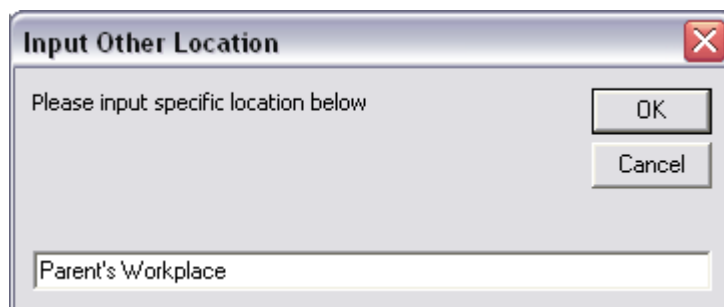 Input Other Location
Please input specific location below
OK
Cancel
Parent's Workplace